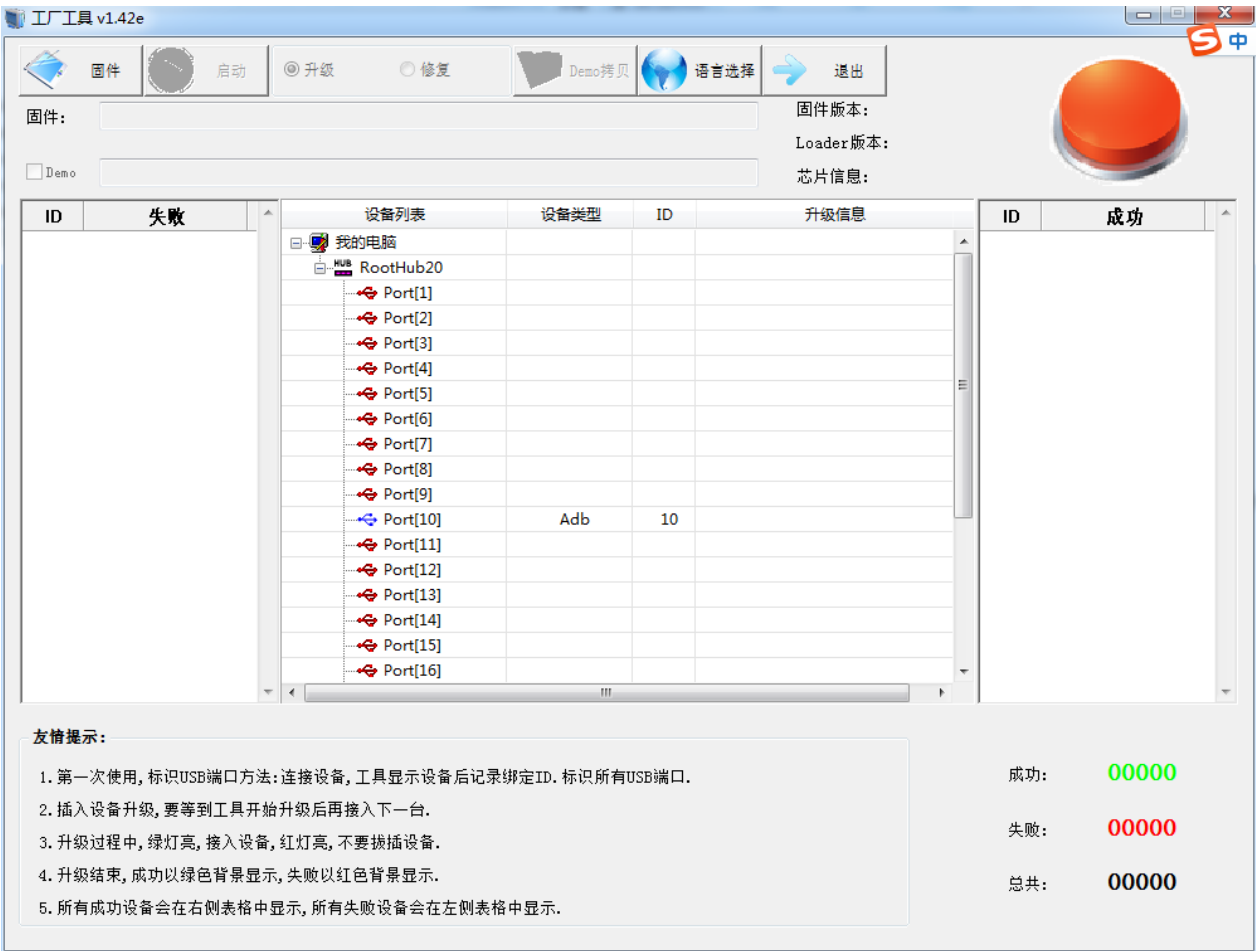 工厂工具 v1.42e
中
固件
启动
升级
修复
Demo拷贝
语言选择
退出
固件:
固件版本:
Loader版本:
Demo
芯片信息:
ID 失败
设备列表 设备类型 ID 升级信息
ID 成功
我的电脑
HUB RootHub20
Port[1]
Port[2]
Port[3]
Port[4]
Port[5]
Port[6]
Port[7]
Port[8]
Port[9]
Port[10] Adb 10
Port[11]
Port[12]
Port[13]
Port[14]
Port[15]
Port[16]
友情提示:
1.第一次使用,标识USB端口方法:连接设备,工具显示设备后记录绑定ID.标识所有USB端口.
2.插入设备升级,要等到工具开始升级后再接入下一台.
3.升级过程中,绿灯亮,接入设备,红灯亮,不要拔插设备.
4.升级结束,成功以绿色背景显示,失败以红色背景显示.
5.所有成功设备会在右侧表格中显示,所有失败设备会在左侧表格中显示.
成功: 00000
失败: 00000
总共: 00000